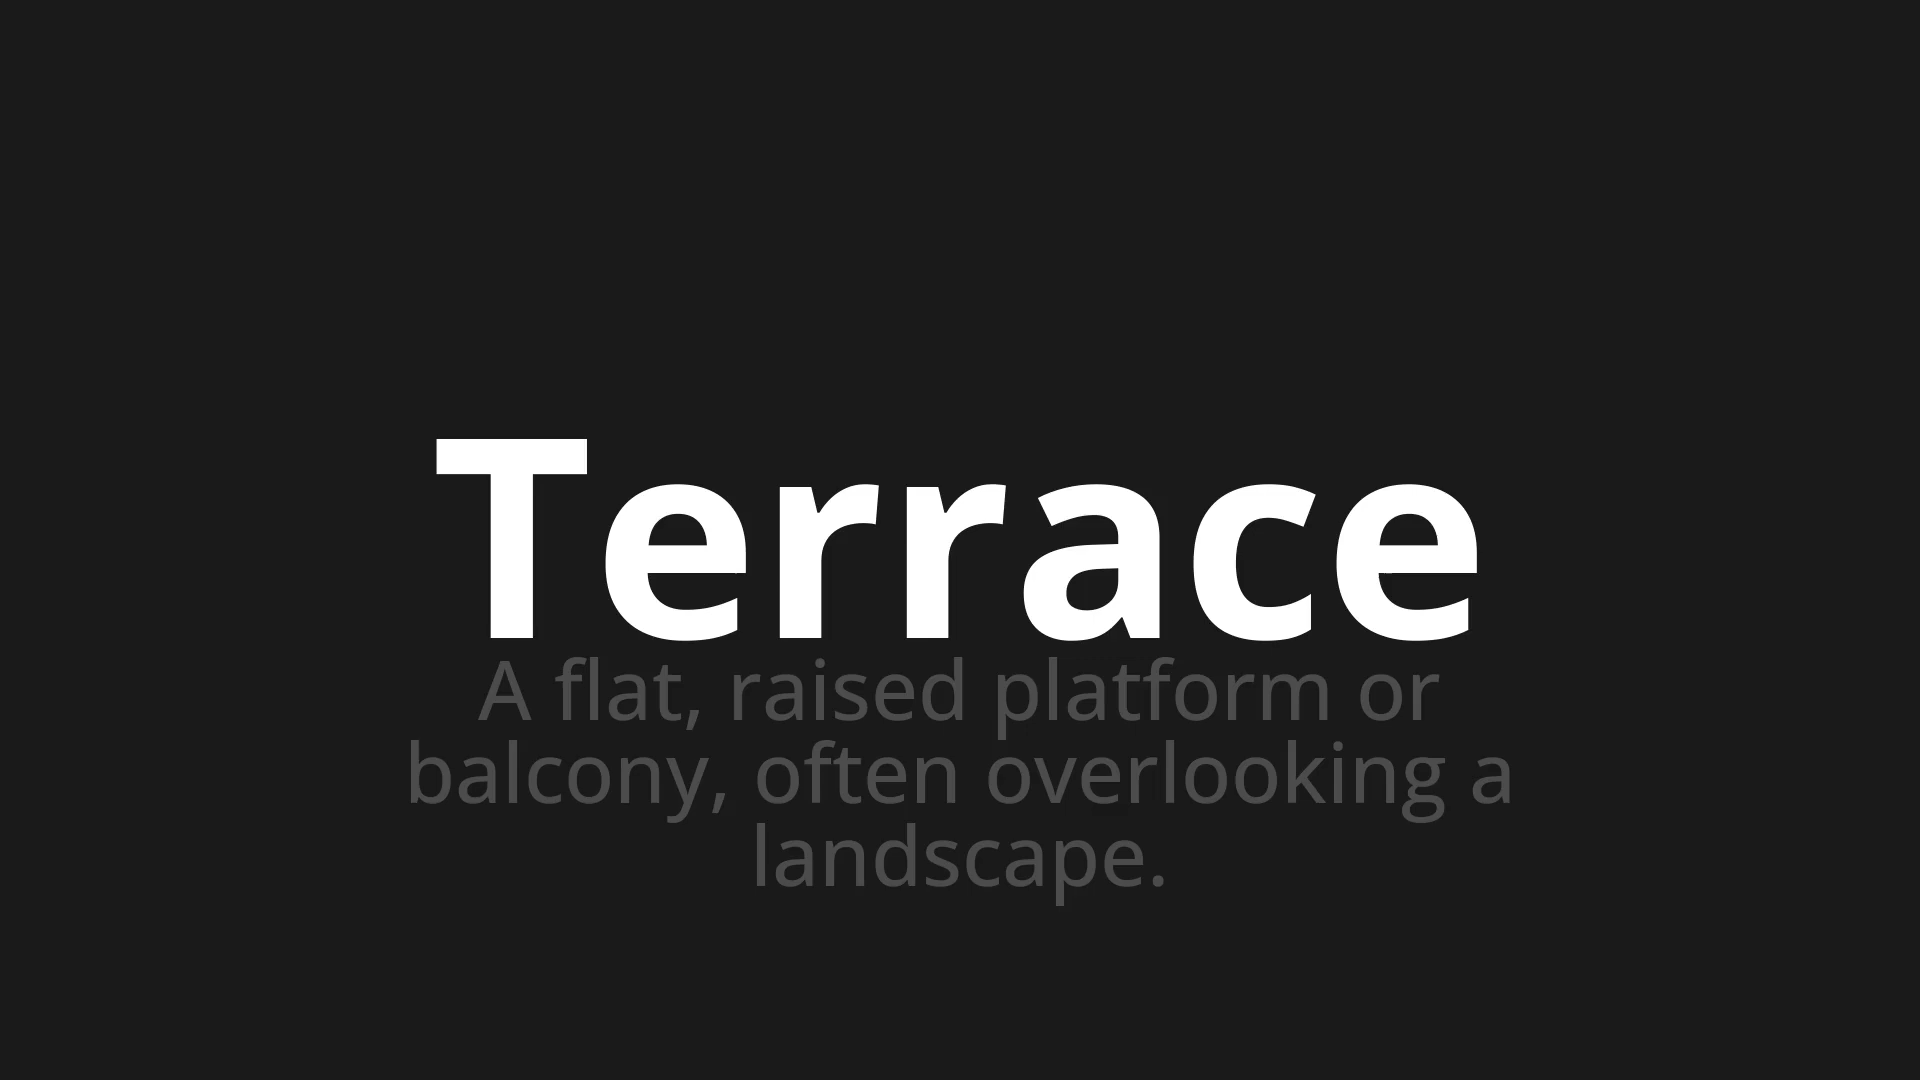 Terrace
A flat, raised platform or
balcony, often overlooking a
landscape.